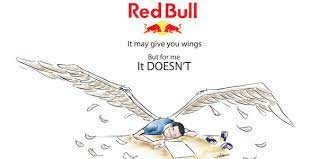 Red Bull
It may give you wings
But for me
It DOESN'T